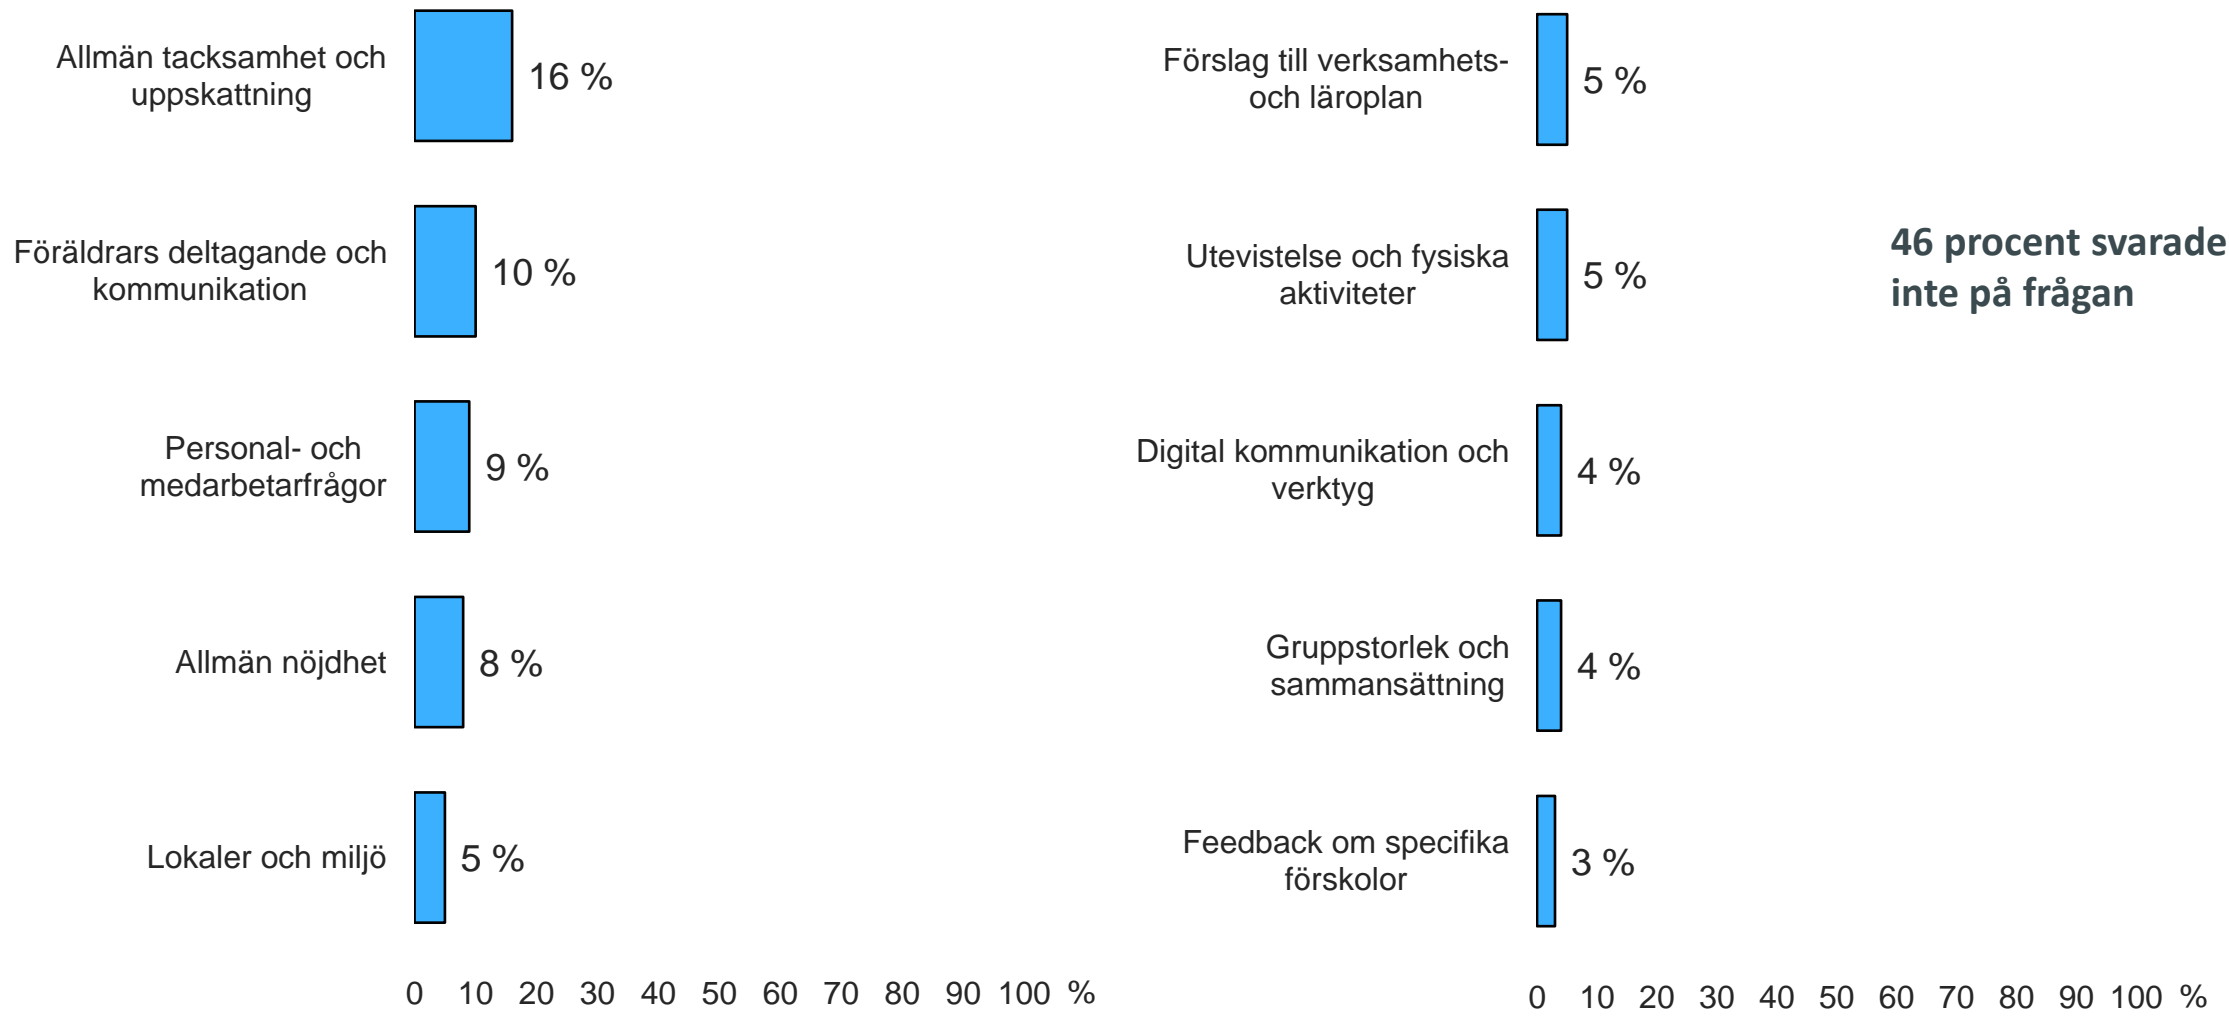 Allmän tacksamhet och
uppskattning
16 %
Föräldrars deltagande och
kommunikation
10 %
Personal- och
medarbetarfrågor
9 %
Allmän nöjdhet
8 %
Lokaler och miljö
5 %
0 10 20 30 40 50 60 70 80 90 100 %
Förslag till verksamhets-
och läroplan
5 %
Utevistelse och fysiska
aktiviteter
5 %
Digital kommunikation och
verktyg
4 %
Gruppstorlek och
sammansättning
4 %
Feedback om specifika
förskolor
3 %
0 10 20 30 40 50 60 70 80 90 100 %
46 procent svarade
inte på frågan